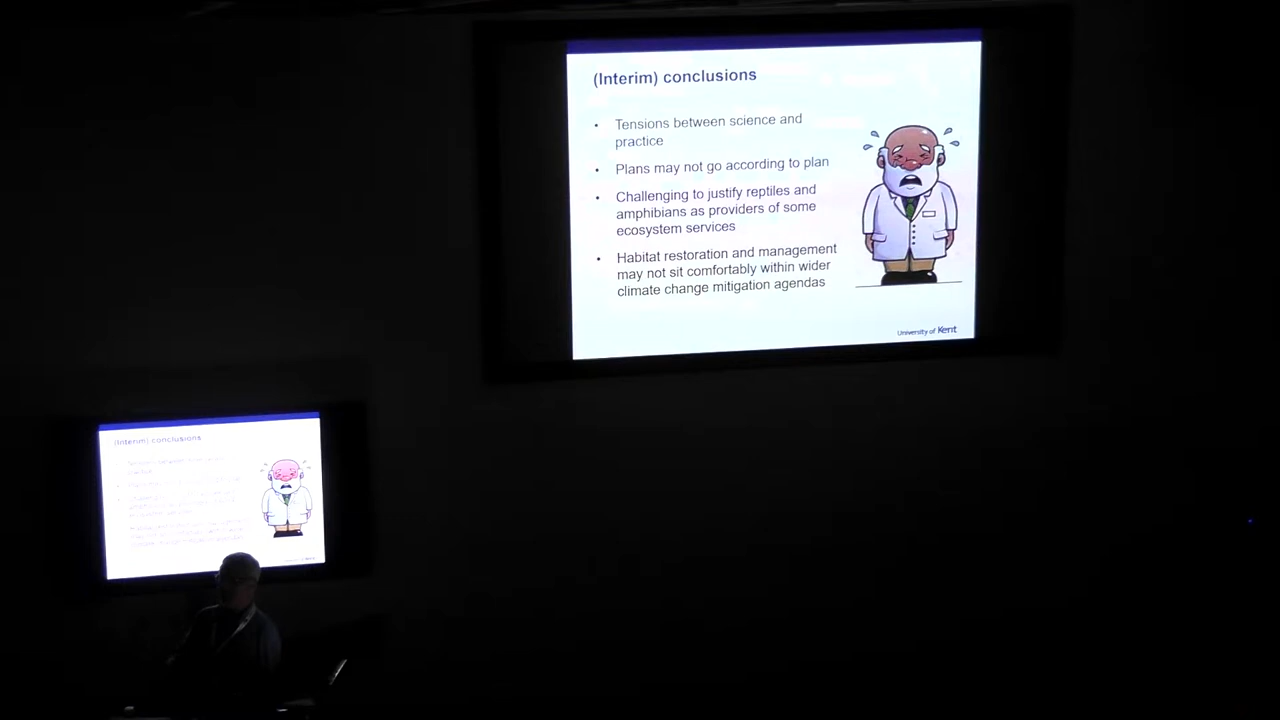 (Interim) conclusions
• Tensions between science and
practice
• Plans may not go according to plan
• Challenging to justify reptiles and
amphibians as providers of some
ecosystem services
• Habitat restoration and management
may not sit comfortably within wider
climate change mitigation agendas
University of Kent
(Interim) conclusions